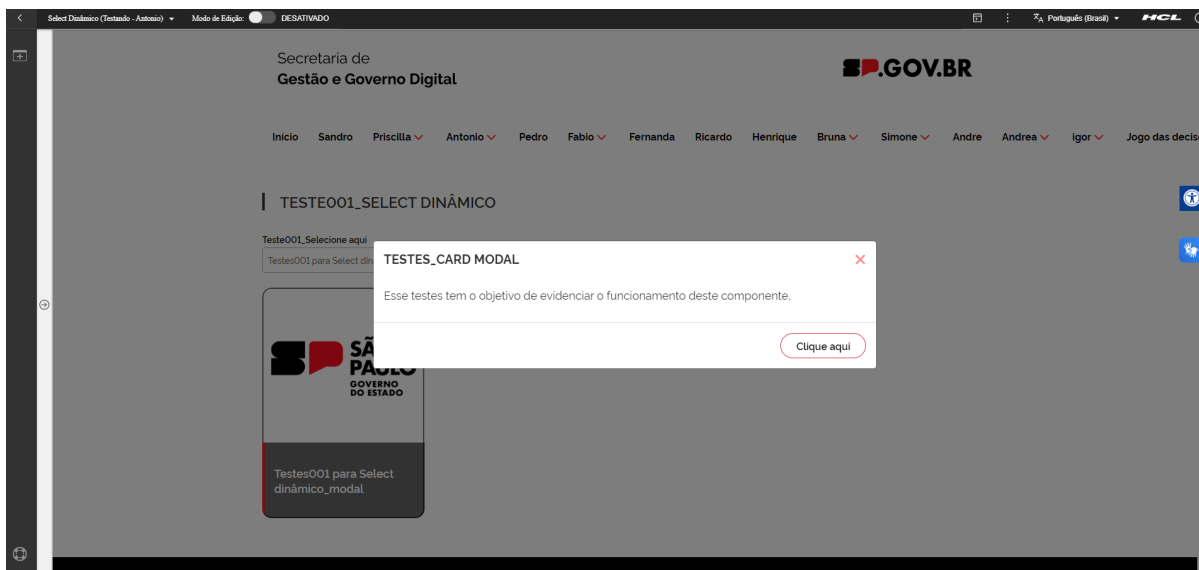 Select Dinâmico (Testando - Antonio)
Modo de Edição:
DESATIVADO
Português (Brasil)
HCL
Secretaria de
Gestão e Governo Digital
SP.GOV.BR
Início Sandro Priscilla Antonio Pedro Fabio Fernanda Ricardo Henrique Bruna Simone Andre Andrea igor Jogo das decis
TESTE001_SELECT DINÂMICO
Teste001_Selecione aqui
Testes001 para Select din
TESTES_CARD MODAL
Esse testes tem o objetivo de evidenciar o funcionamento deste componente.
Clique aqui
SÃ
PAULO
GOVERNO
DO ESTADO
Testes001 para Select
dinâmico_modal